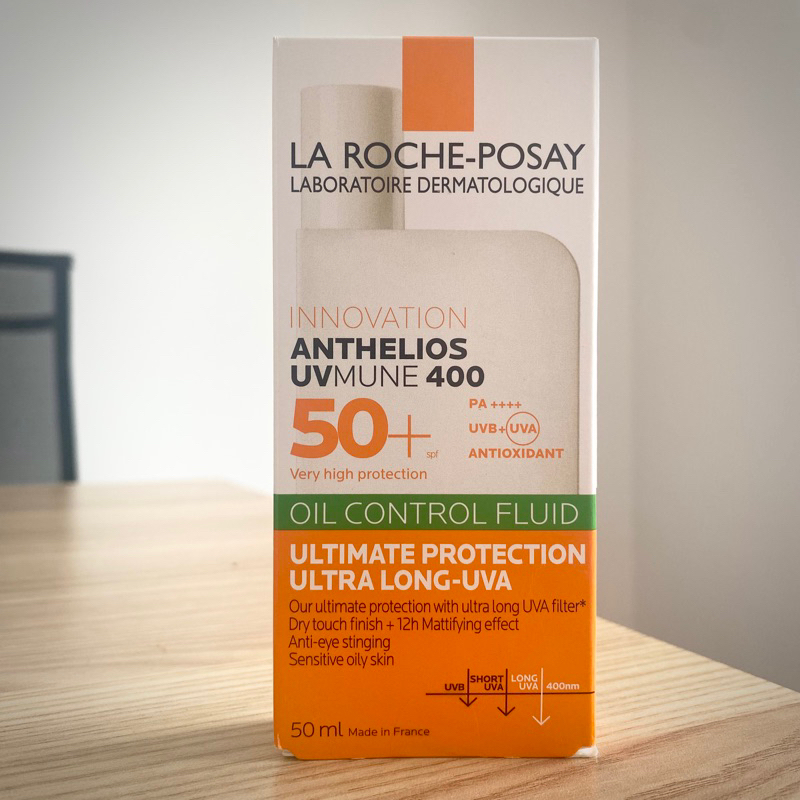 LA ROCHE-POSAY
LABORATOIRE DERMATOLOGIQUE
INNOVATION
ANTHELIOS
UVMUNE 400
50+ spf
PA ++++
UVB+UVA
ANTIOXIDANT
Very high protection
OIL CONTROL FLUID
ULTIMATE PROTECTION
ULTRA LONG-UVA
Our ultimate protection with ultra long UVA filter*
Dry touch finish + 12h Mattifying effect
Anti-eye stinging
Sensitive oily skin
UVB SHORT UVA LONG UVA 400nm
50 ml Made in France